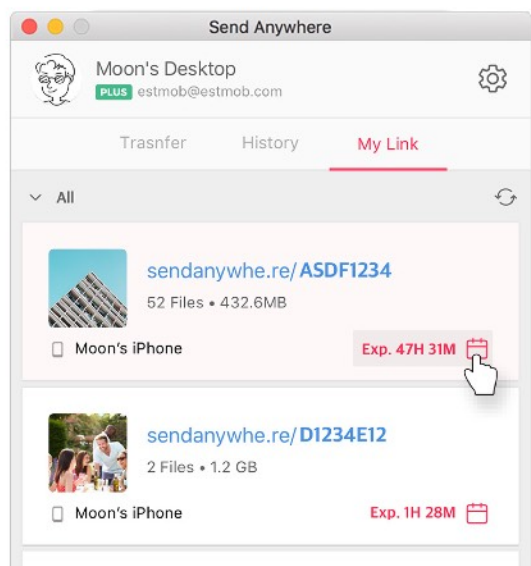 Send Anywhere
Moon's Desktop
PLUS estmob@estmob.com
Trasnfer History My Link
All
sendanywhe.re/ASDF1234
52 Files • 432.6MB
Moon's iPhone Exp. 47H 31M
sendanywhe.re/D1234E12
2 Files • 1.2 GB
Moon's iPhone Exp. 1H 28M